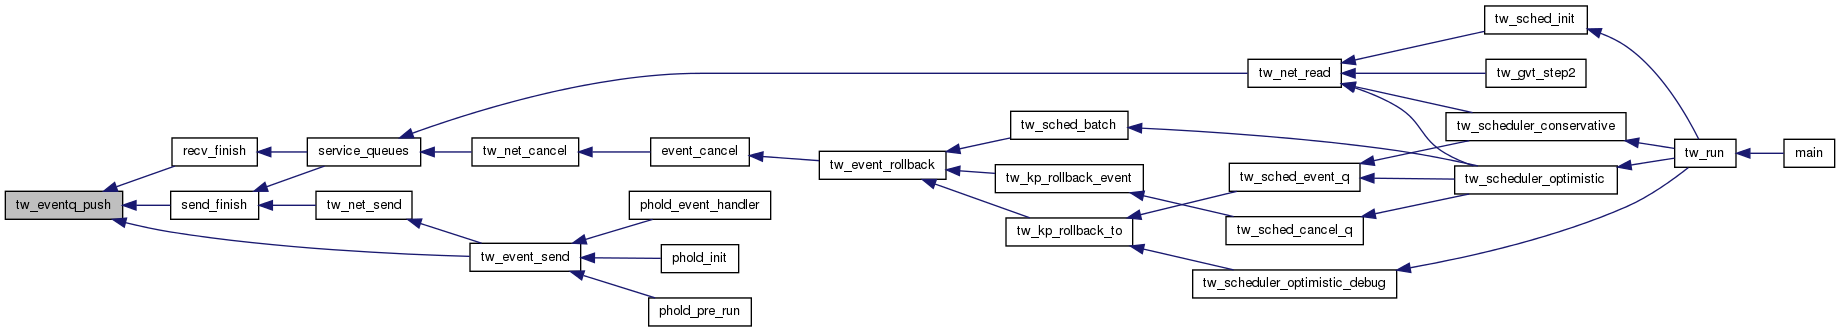 tw_eventq_push
recv_finish
send_finish
service_queues
tw_net_send
tw_net_cancel
tw_event_send
event_cancel
phold_event_handler
phold_init
phold_pre_run
tw_event_rollback
tw_sched_batch
tw_kp_rollback_event
tw_kp_rollback_to
tw_net_read
tw_sched_event_q
tw_sched_cancel_q
tw_scheduler_optimistic_debug
tw_sched_init
tw_gvt_step2
tw_scheduler_conservative
tw_scheduler_optimistic
tw_run
main